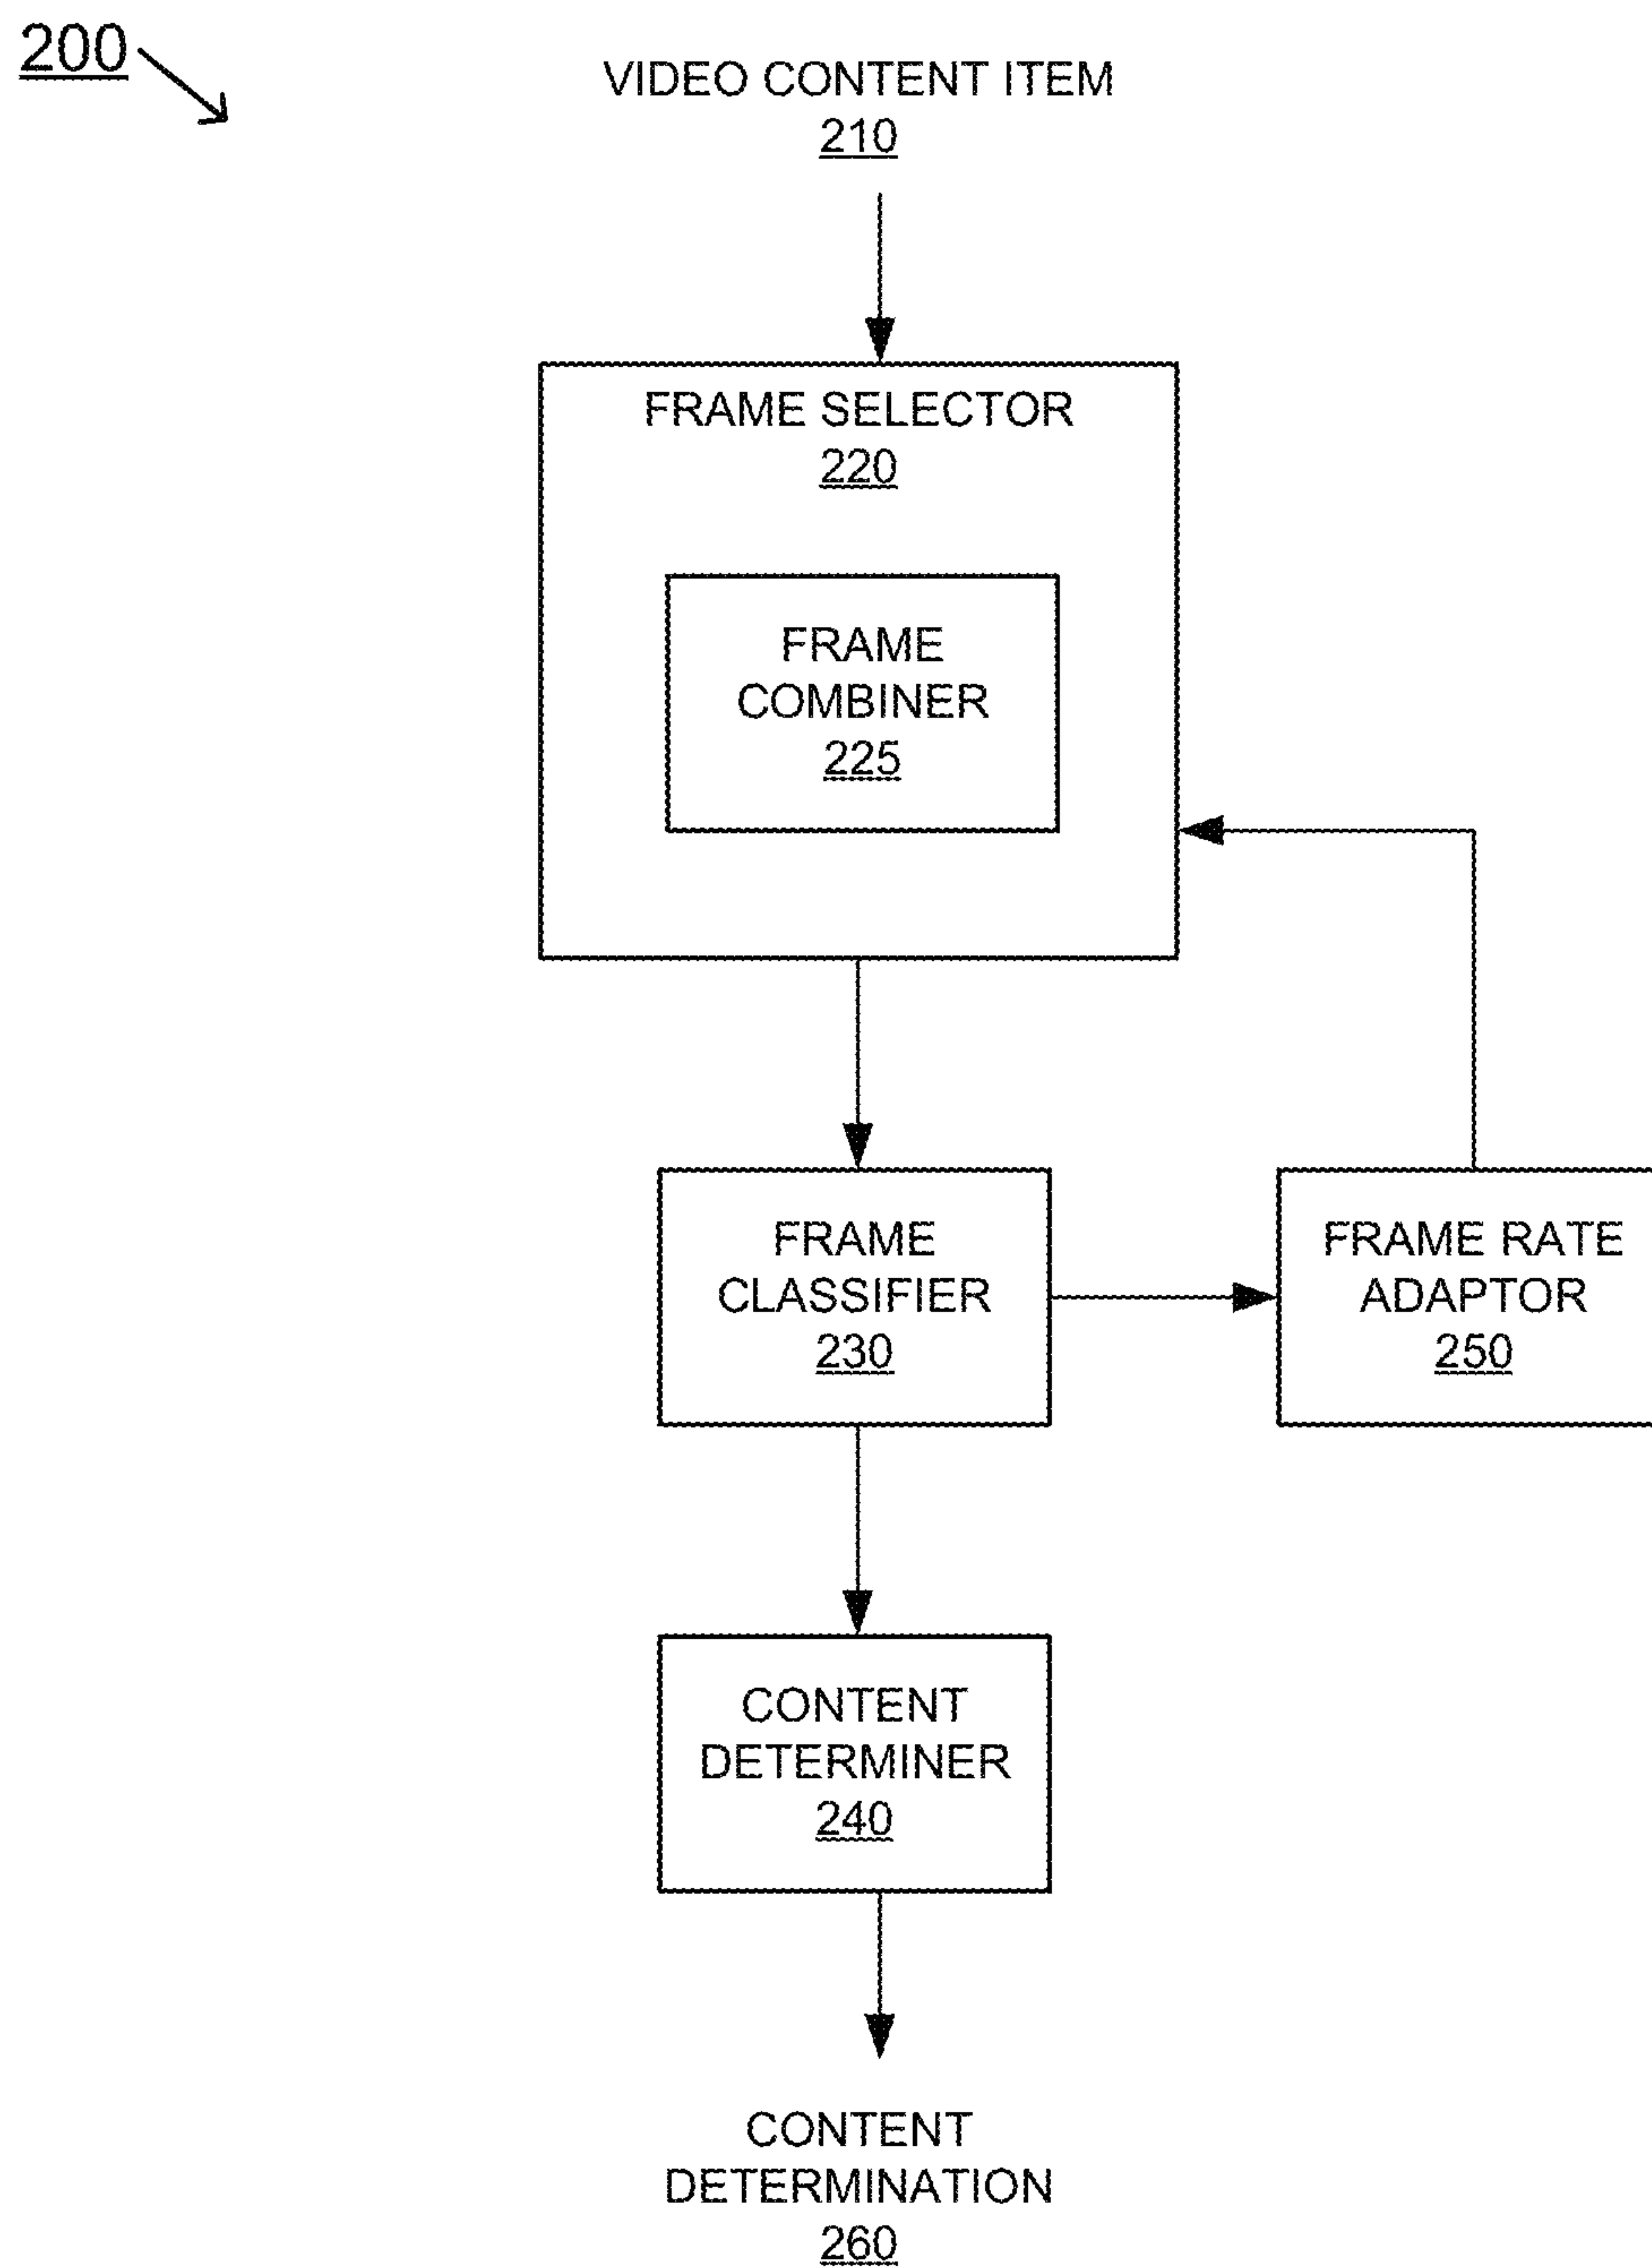 200
VIDEO CONTENT ITEM
210
FRAME SELECTOR
220
FRAME
COMBINER
225
FRAME
CLASSIFIER
230
FRAME RATE
ADAPTOR
250
CONTENT
DETERMINER
240
CONTENT
DETERMINATION
260